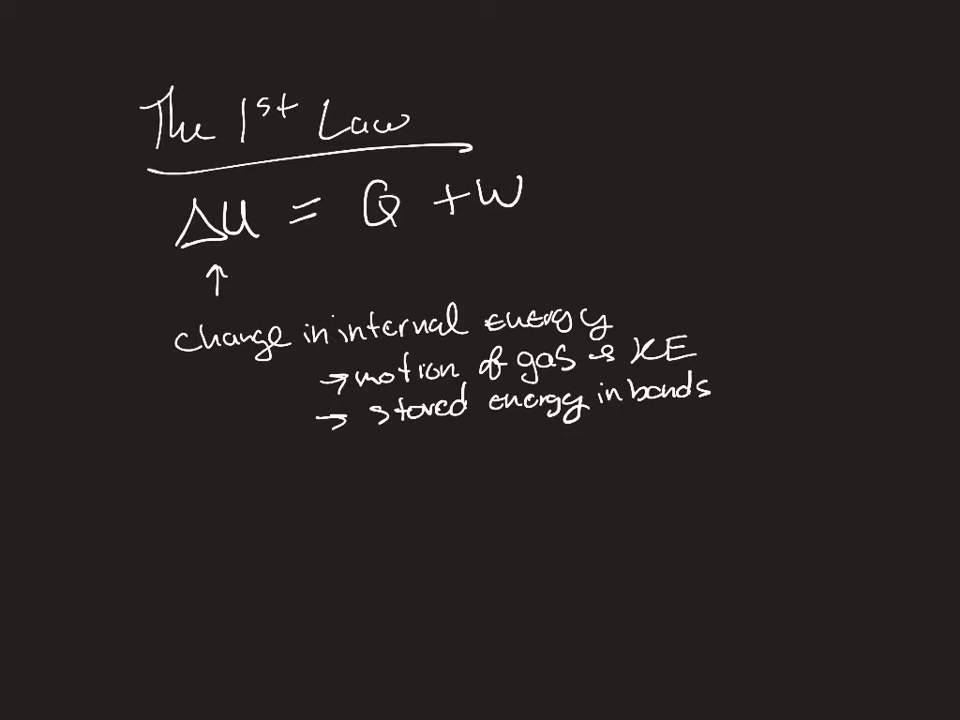 The 1st Law
ΔU = Q + W
↑
change in internal energy
→ motion of gas → KE
→ stored energy in bonds